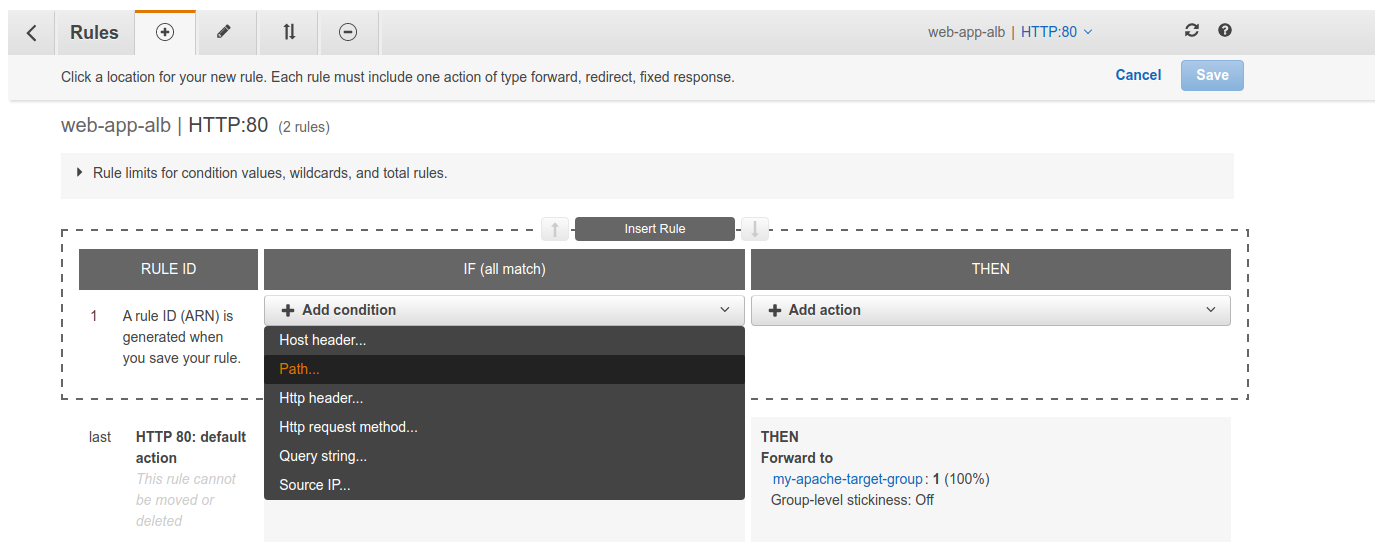 Rules
web-app-alb | HTTP:80
Click a location for your new rule. Each rule must include one action of type forward, redirect, fixed response.
Cancel
Save
web-app-alb | HTTP:80 (2 rules)
Rule limits for condition values, wildcards, and total rules.
Insert Rule
RULE ID
IF (all match)
THEN
1
A rule ID (ARN) is
generated when
you save your rule.
Add condition
Host header...
Path...
Http header...
Http request method...
Query string...
Source IP...
Add action
last
HTTP 80: default
action
This rule cannot
be moved or
deleted
THEN
Forward to
my-apache-target-group: 1 (100%)
Group-level stickiness: Off